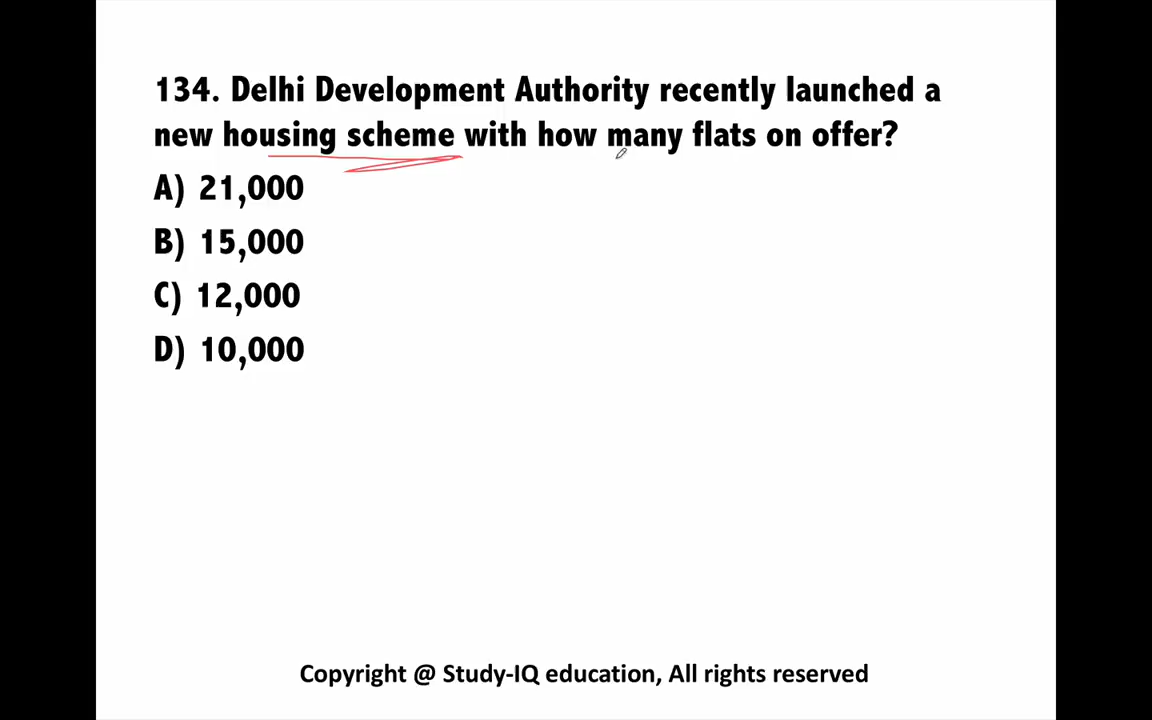 134. Delhi Development Authority recently launched a
new housing scheme with how many flats on offer?
A) 21,000
B) 15,000
C) 12,000
D) 10,000
Copyright @ Study-IQ education, All rights reserved